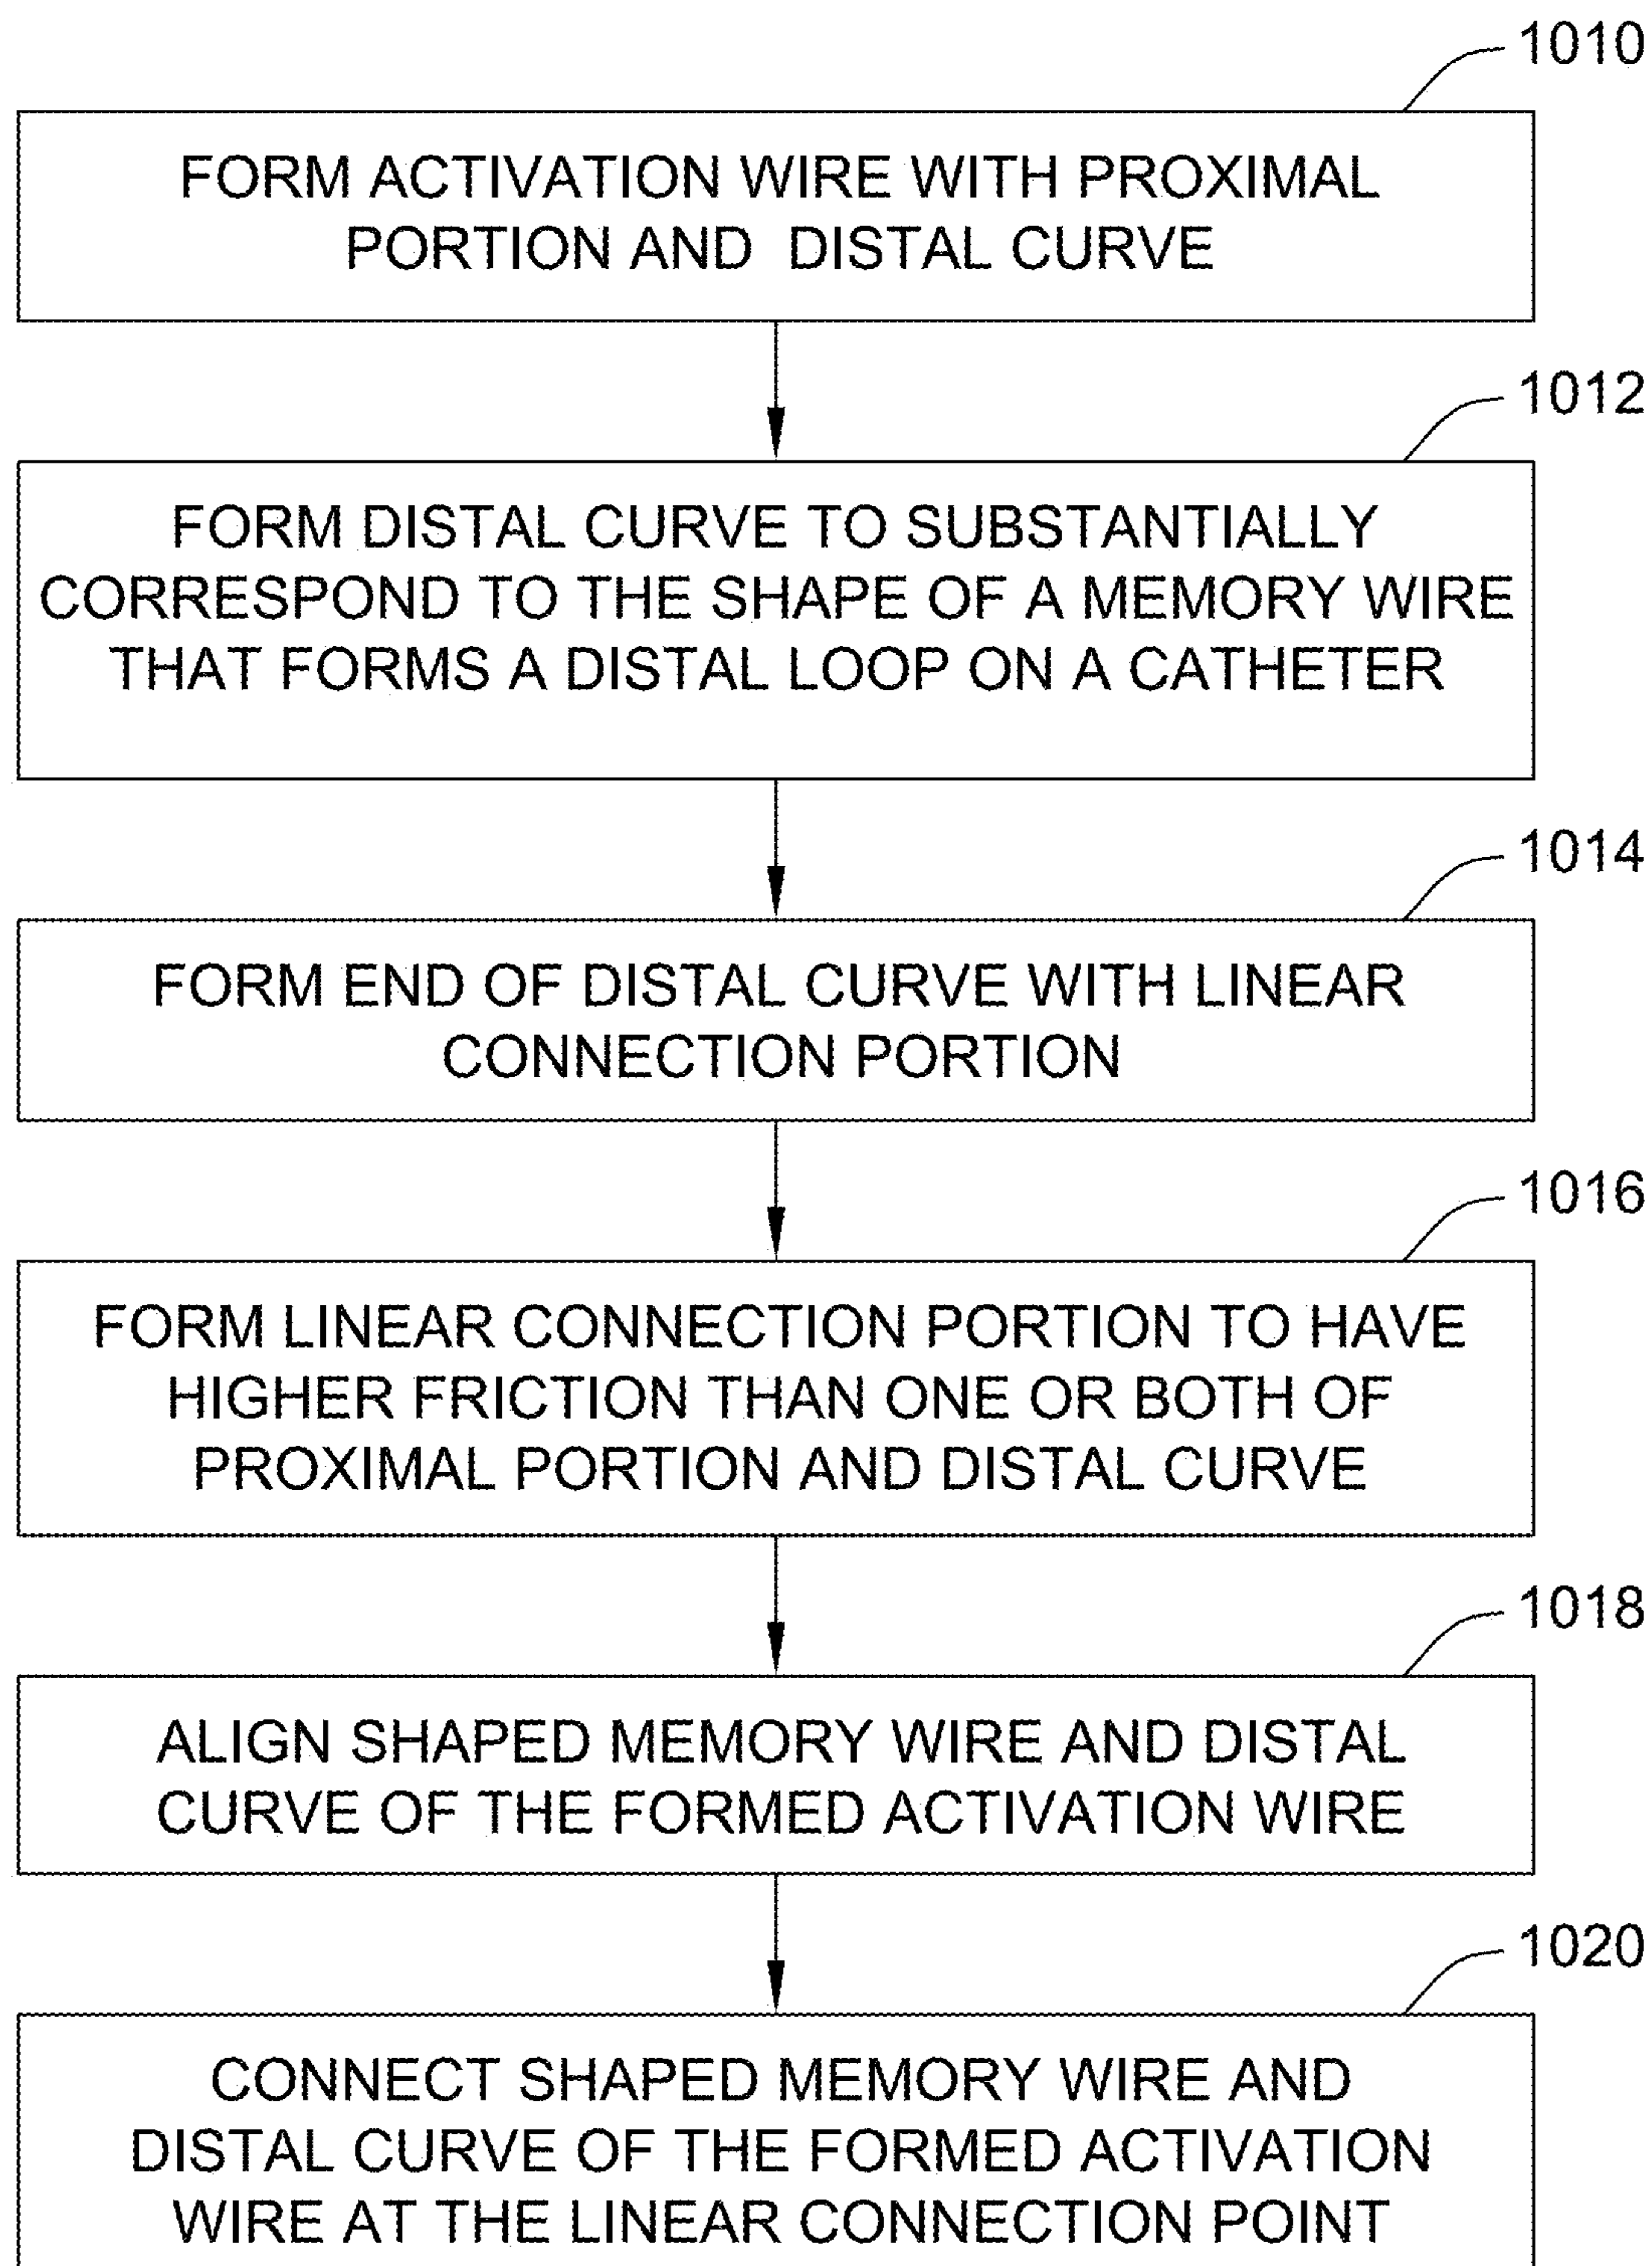 1010
FORM ACTIVATION WIRE WITH PROXIMAL
PORTION AND DISTAL CURVE
1012
FORM DISTAL CURVE TO SUBSTANTIALLY
CORRESPOND TO THE SHAPE OF A MEMORY WIRE
THAT FORMS A DISTAL LOOP ON A CATHETER
1014
FORM END OF DISTAL CURVE WITH LINEAR
CONNECTION PORTION
1016
FORM LINEAR CONNECTION PORTION TO HAVE
HIGHER FRICTION THAN ONE OR BOTH OF
PROXIMAL PORTION AND DISTAL CURVE
1018
ALIGN SHAPED MEMORY WIRE AND DISTAL
CURVE OF THE FORMED ACTIVATION WIRE
1020
CONNECT SHAPED MEMORY WIRE AND
DISTAL CURVE OF THE FORMED ACTIVATION
WIRE AT THE LINEAR CONNECTION POINT